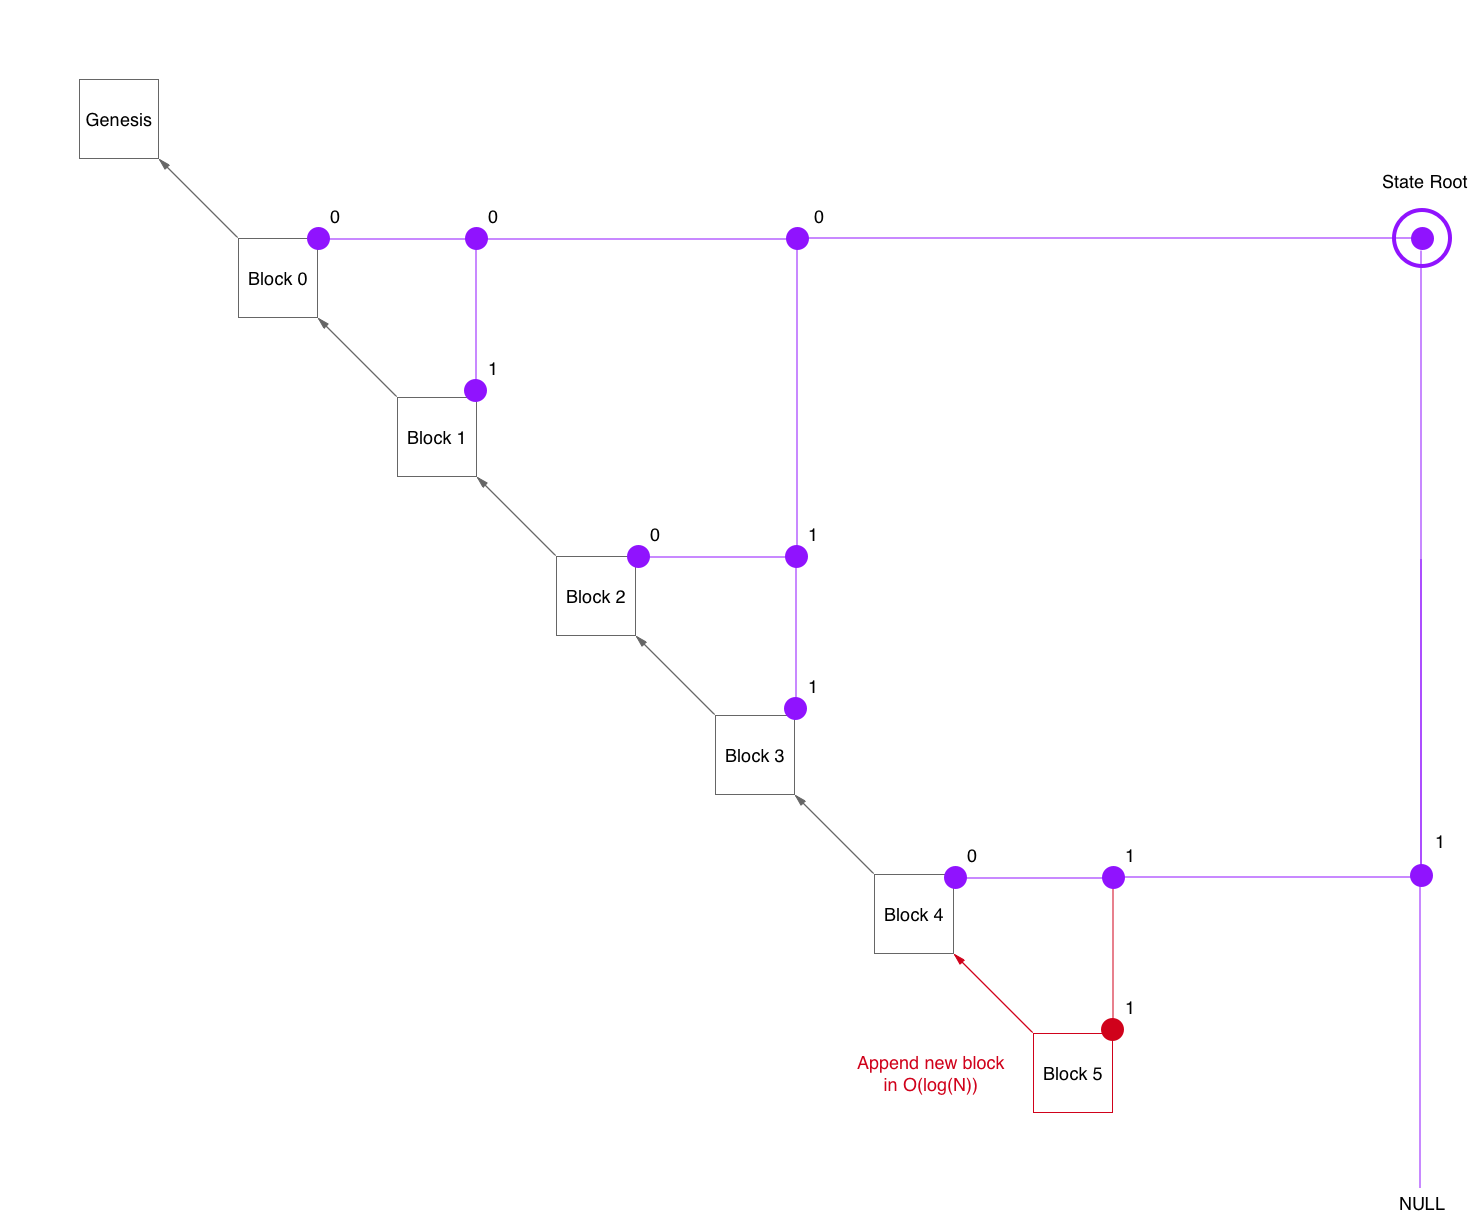 Genesis
State Root
0
0
0
Block 0
1
Block 1
0
1
Block 2
1
Block 3
1
0
1
Block 4
1
Append new block
in O(log(N))
Block 5
NULL